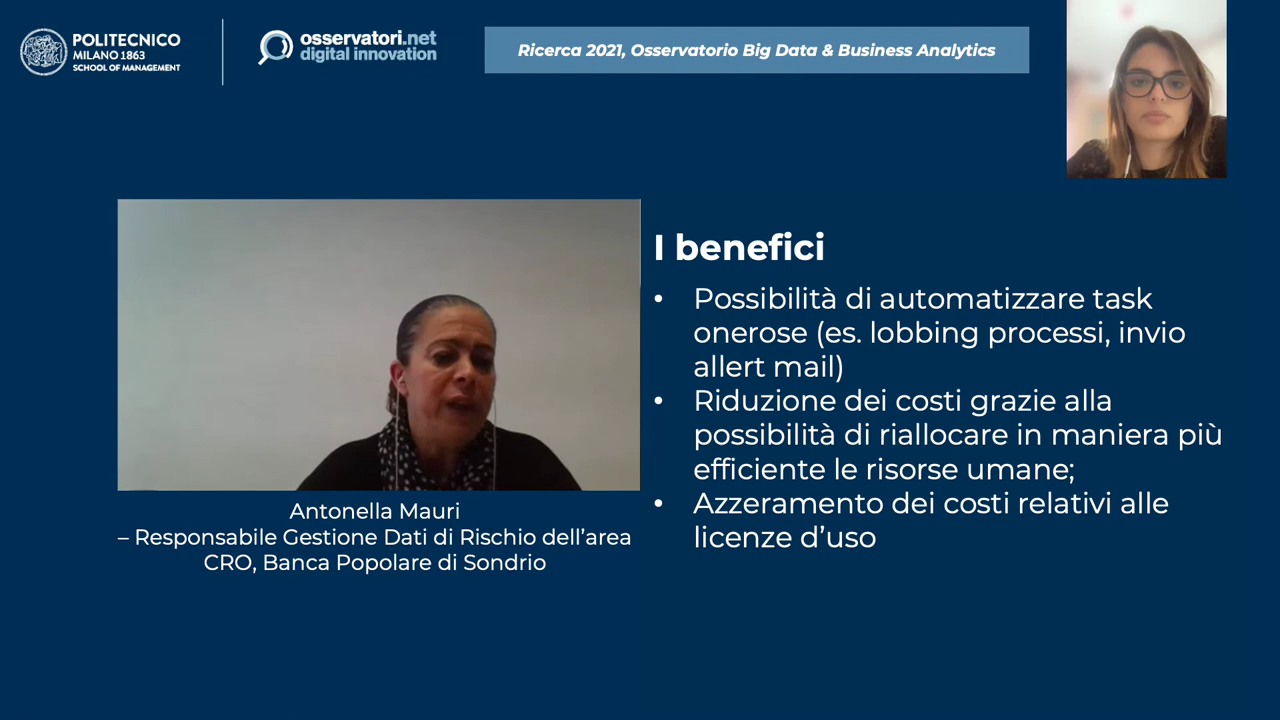 POLITECNICO
MILANO 1863
SCHOOL OF MANAGEMENT
osservatori.net
digital innovation
Ricerca 2021, Osservatorio Big Data & Business Analytics
I benefici
• Possibilità di automatizzare task
onerose (es. lobbing processi, invio
allert mail)
• Riduzione dei costi grazie alla
possibilità di riallocare in maniera più
efficiente le risorse umane;
• Azzeramento dei costi relativi alle
licenze d’uso
Antonella Mauri
– Responsabile Gestione Dati di Rischio dell’area
CRO, Banca Popolare di Sondrio